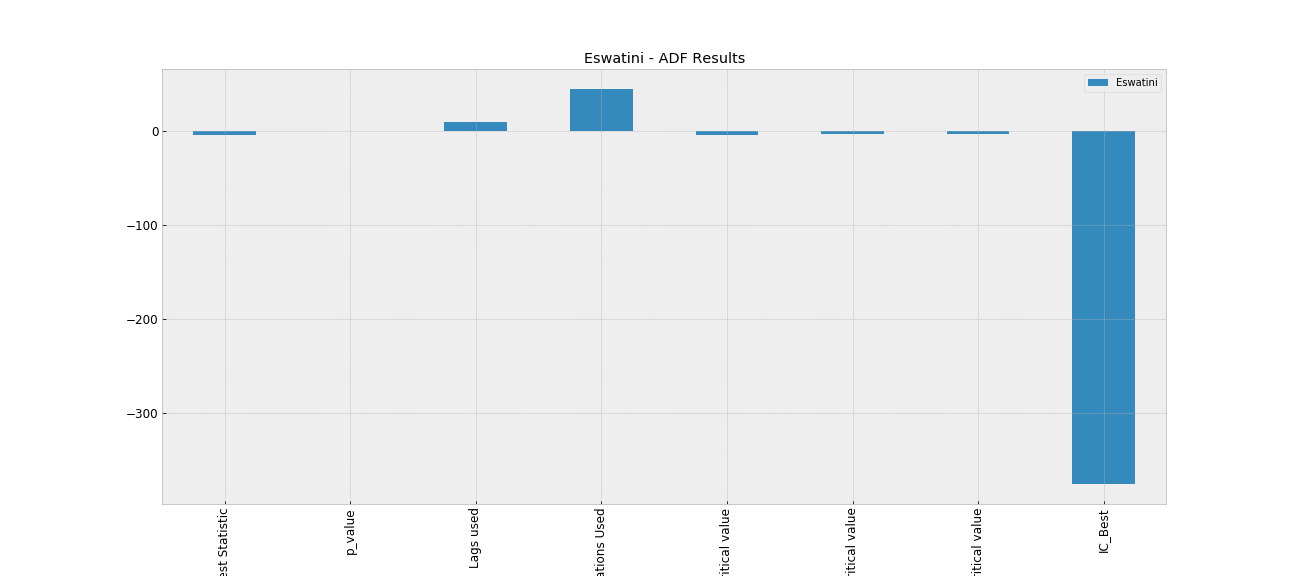 Eswatini - ADF Results
Eswatini
0
−100
−200
−300
est Statistic
p_value
Lags used
ations Used
ritical value
ritical value
ritical value
IC_Best